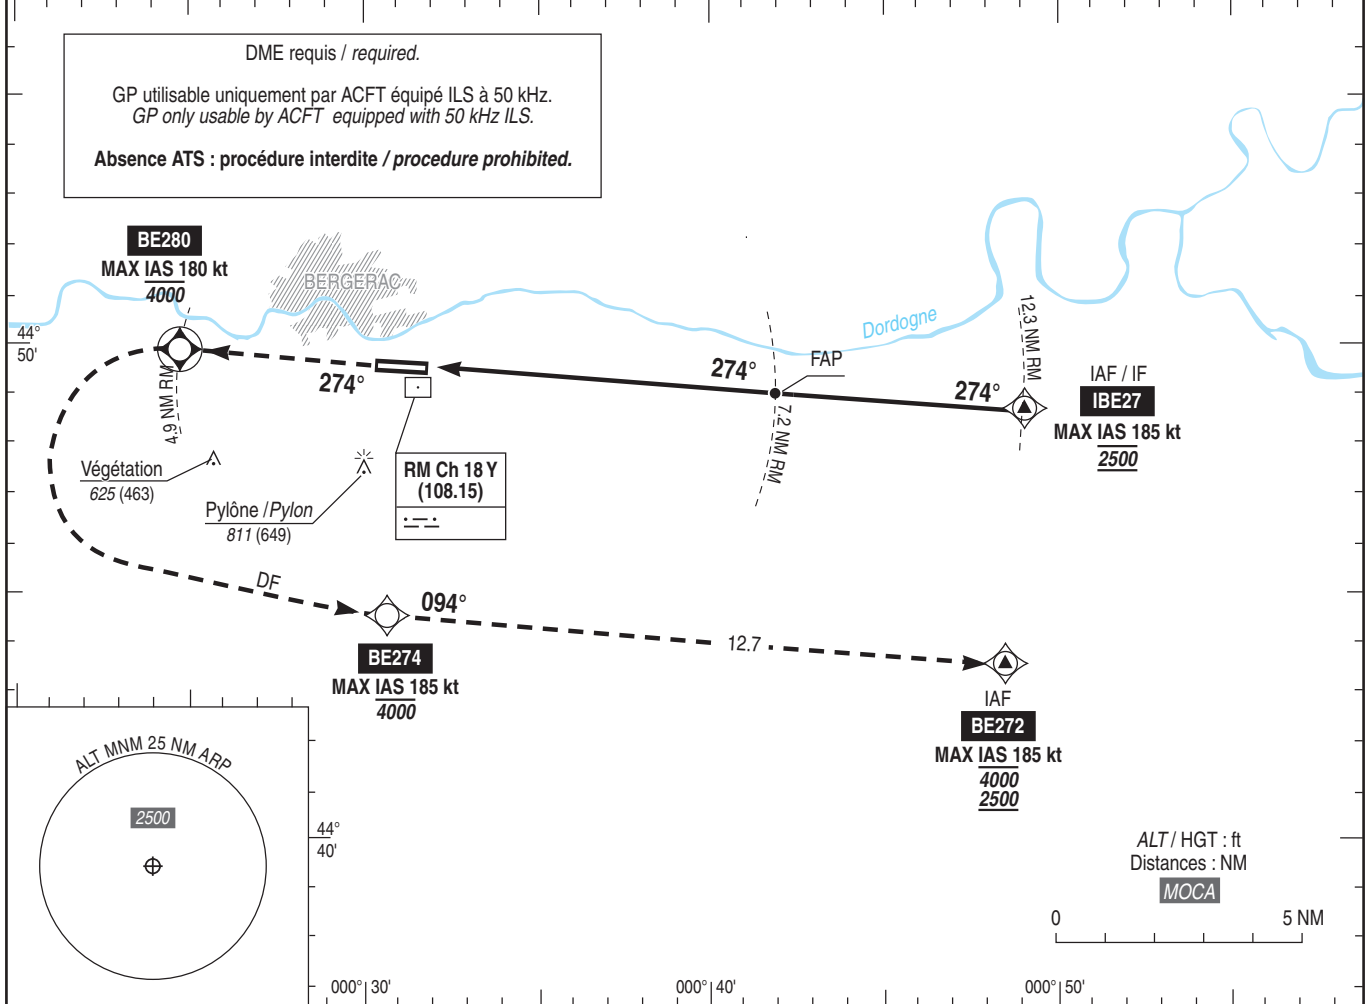 DME requis / required.
GP utilisable uniquement par ACFT équipé ILS à 50 kHz.
GP only usable by ACFT equipped with 50 kHz ILS.
Absence ATS : procédure interdite / procedure prohibited.
BE280
MAX IAS 180 kt
4000
BERGERAC
44°
50'
4.9 NM RM
274°
274°
FAP
7.2 NM RM
Dordogne
12.3 NM RM
274°
IAF / IF
IBE27
MAX IAS 185 kt
2500
Végétation
625 (463)
Pylône / Pylon
811 (649)
RM Ch 18 Y
(108.15)
DF
094°
BE274
MAX IAS 185 kt
4000
12.7
IAF
BE272
MAX IAS 185 kt
4000
2500
ALT MNM 25 NM ARP
2500
44°
40'
ALT / HGT : ft
Distances : NM
MOCA
0 5 NM
000° 30'
000° 40'
000° 50'